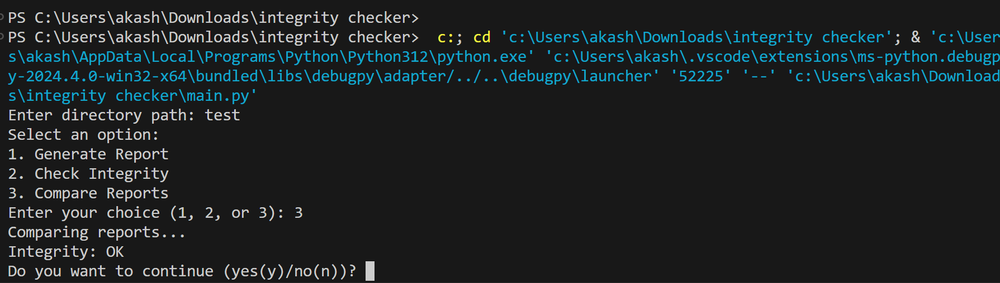 PS C:\Users\akash\Downloads\integrity checker>
PS C:\Users\akash\Downloads\integrity checker>  c:; cd 'c:\Users\akash\Downloads\integrity checker'; & 'c:\User
s\akash\AppData\Local\Programs\Python\Python312\python.exe' 'c:\Users\akash\.vscode\extensions\ms-python.debugp
y-2024.4.0-win32-x64\bundled\libs\debugpy\adapter/../..\debugpy\launcher' '52225' '--' 'c:\Users\akash\Download
s\integrity checker\main.py'
Enter directory path: test
Select an option:
1. Generate Report
2. Check Integrity
3. Compare Reports
Enter your choice (1, 2, or 3): 3
Comparing reports...
Integrity: OK
Do you want to continue (yes(y)/no(n))?